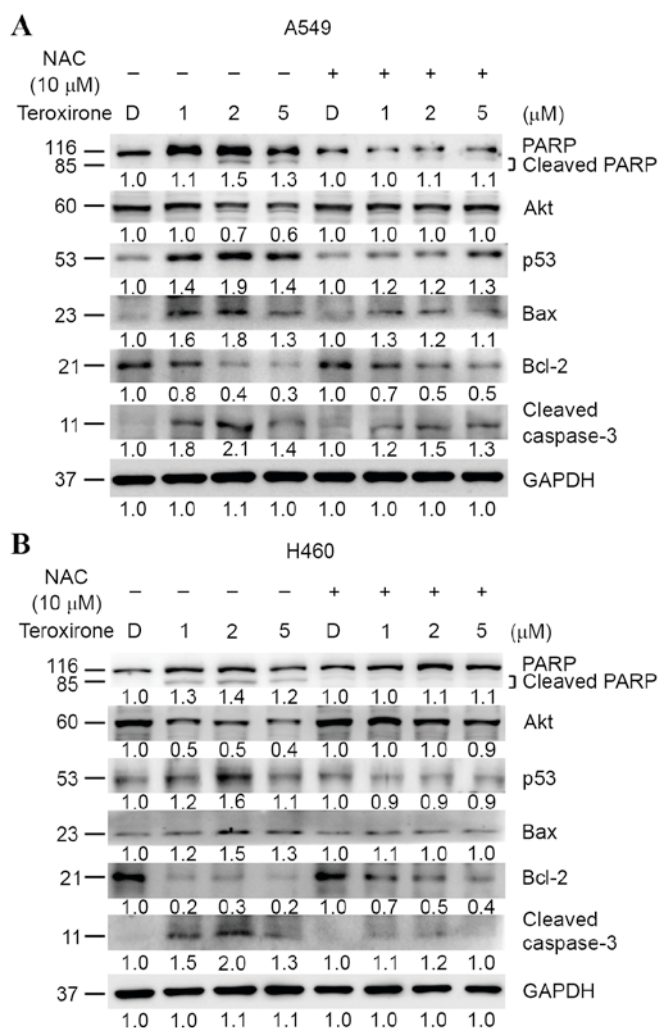 A
A549
NAC
(10 μM)
– – – – + + + +
Teroxirone D 1 2 5 D 1 2 5 (μM)
116 PARP
85 Cleaved PARP
1.0 1.1 1.5 1.3 1.0 1.0 1.1 1.1
60 Akt
1.0 1.0 0.7 0.6 1.0 1.0 1.0 1.0
53 p53
1.0 1.4 1.9 1.4 1.0 1.2 1.2 1.3
23 Bax
1.0 1.6 1.8 1.3 1.0 1.3 1.2 1.1
21 Bcl-2
1.0 0.8 0.4 0.3 1.0 0.7 0.5 0.5
11 Cleaved
caspase-3
1.0 1.8 2.1 1.4 1.0 1.2 1.5 1.3
37 GAPDH
1.0 1.0 1.1 1.0 1.0 1.0 1.0 1.0
B
H460
NAC
(10 μM)
– – – – + + + +
Teroxirone D 1 2 5 D 1 2 5 (μM)
116 PARP
85 Cleaved PARP
1.0 1.3 1.4 1.2 1.0 1.0 1.1 1.1
60 Akt
1.0 0.5 0.5 0.4 1.0 1.0 1.0 0.9
53 p53
1.0 1.2 1.6 1.1 1.0 0.9 0.9 0.9
23 Bax
1.0 1.2 1.5 1.3 1.0 1.1 1.0 1.0
21 Bcl-2
1.0 0.2 0.3 0.2 1.0 0.7 0.5 0.4
11 Cleaved
caspase-3
1.0 1.5 2.0 1.3 1.0 1.1 1.2 1.0
37 GAPDH
1.0 1.0 1.1 1.1 1.0 1.0 1.0 1.0